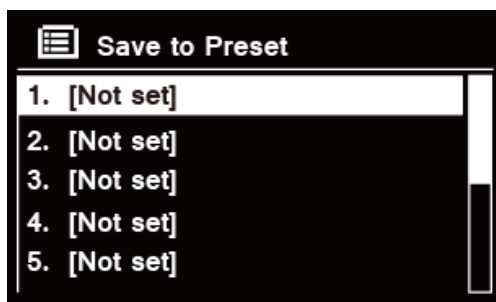 Save to Preset
1. [Not set]
2. [Not set]
3. [Not set]
4. [Not set]
5. [Not set]